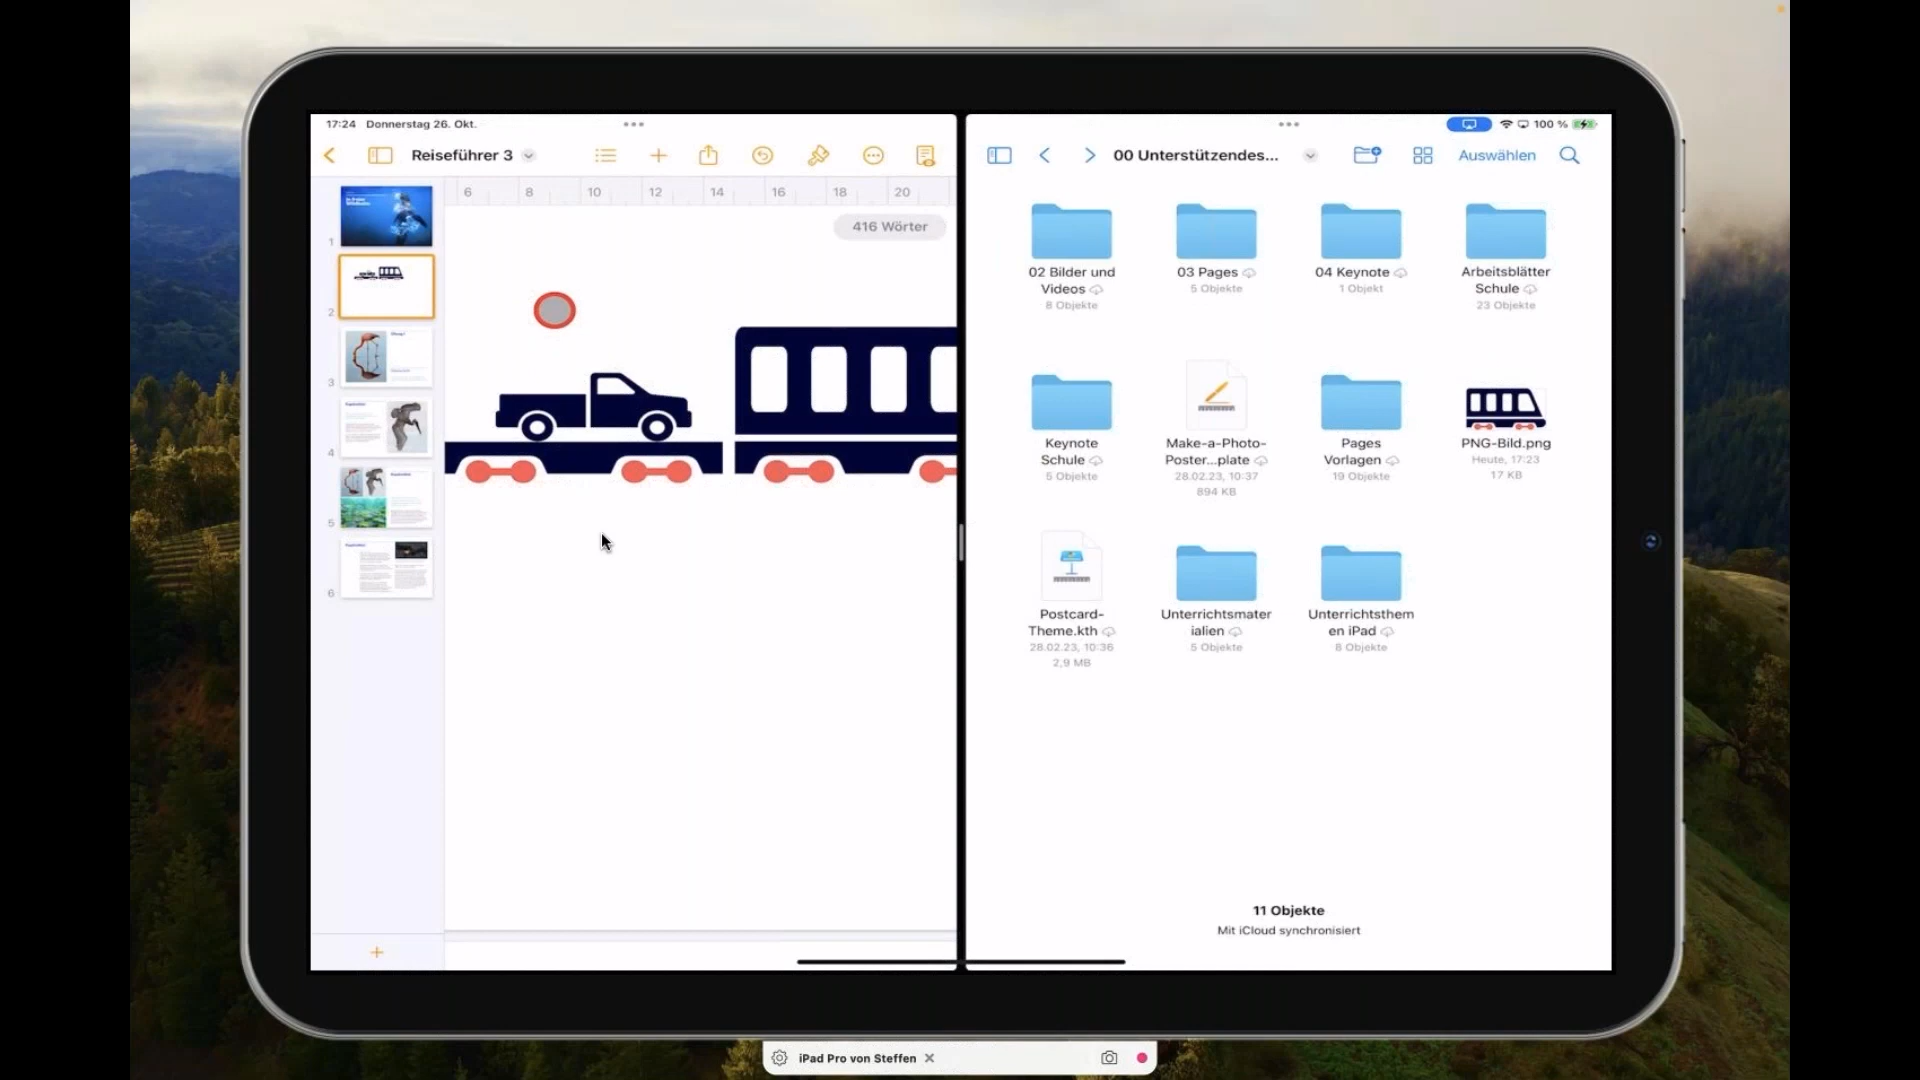 17:24 Donnerstag 26. Okt.
100 %
Reiseführer 3
00 Unterstützendes...
Auswählen
6 8 10 12 14 16 18 20
416 Wörter
1
2
3
4
5
6
02 Bilder und
Videos
8 Objekte
03 Pages
5 Objekte
04 Keynote
1 Objekt
Arbeitsblätter
Schule
23 Objekte
Keynote
Schule
5 Objekte
Make-a-Photo-
Poster...plate
28.02.23, 10:37
894 KB
Pages
Vorlagen
19 Objekte
PNG-Bild.png
Heute, 17:23
17 KB
Postcard-
Theme.kth
28.02.23, 10:36
2,9 MB
Unterrichtsmater
ialien
5 Objekte
Unterrichtsthem
en iPad
8 Objekte
11 Objekte
Mit iCloud synchronisiert
iPad Pro von Steffen